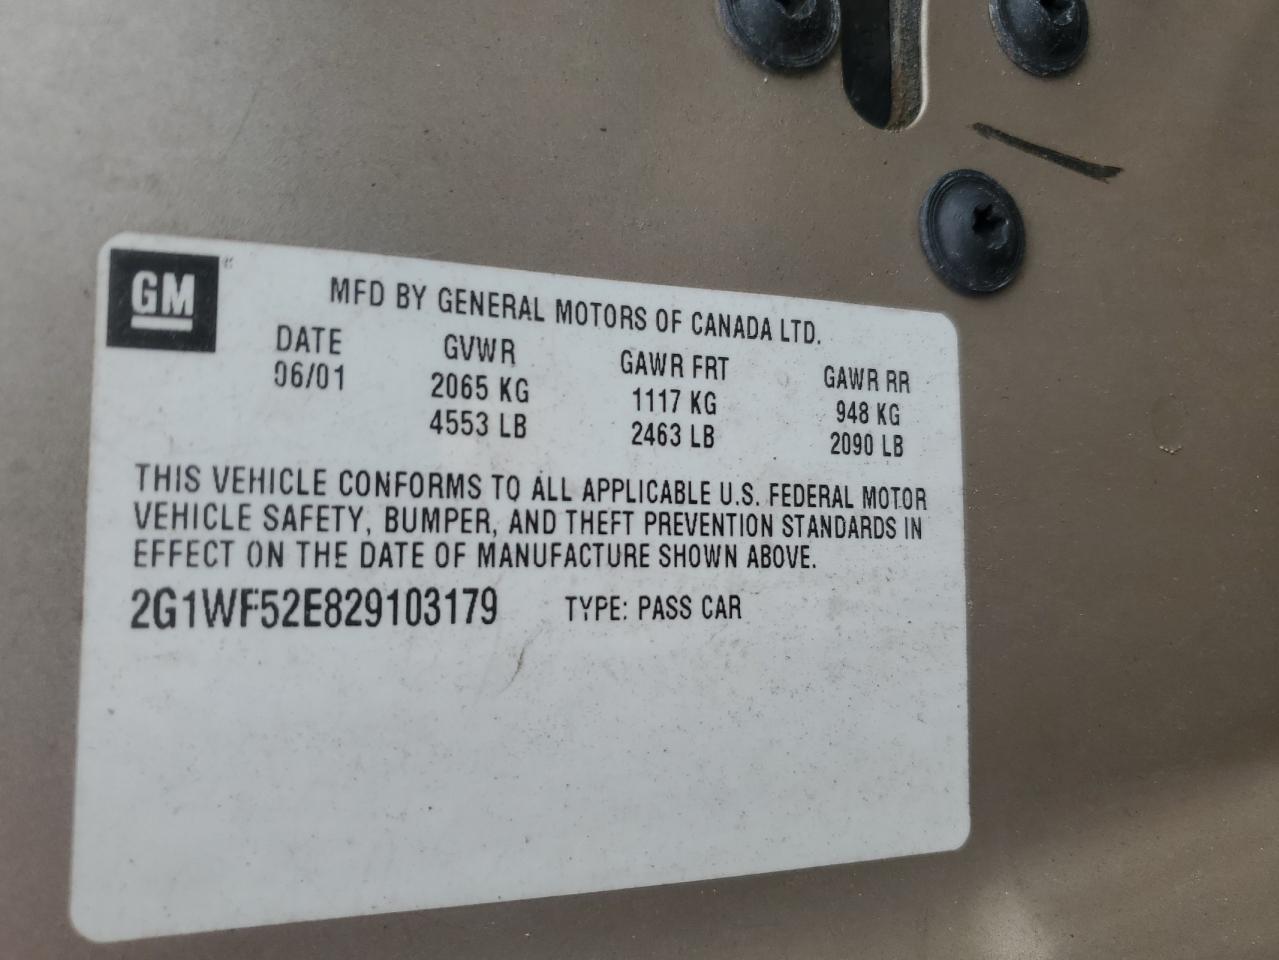 GM
MFD BY GENERAL MOTORS OF CANADA LTD.
DATE GVWR GAWR FRT GAWR RR
06/01 2065 KG 1117 KG 948 KG
4553 LB 2463 LB 2090 LB
THIS VEHICLE CONFORMS TO ALL APPLICABLE U.S. FEDERAL MOTOR
VEHICLE SAFETY, BUMPER, AND THEFT PREVENTION STANDARDS IN
EFFECT ON THE DATE OF MANUFACTURE SHOWN ABOVE.
2G1WF52E829103179 TYPE: PASS CAR